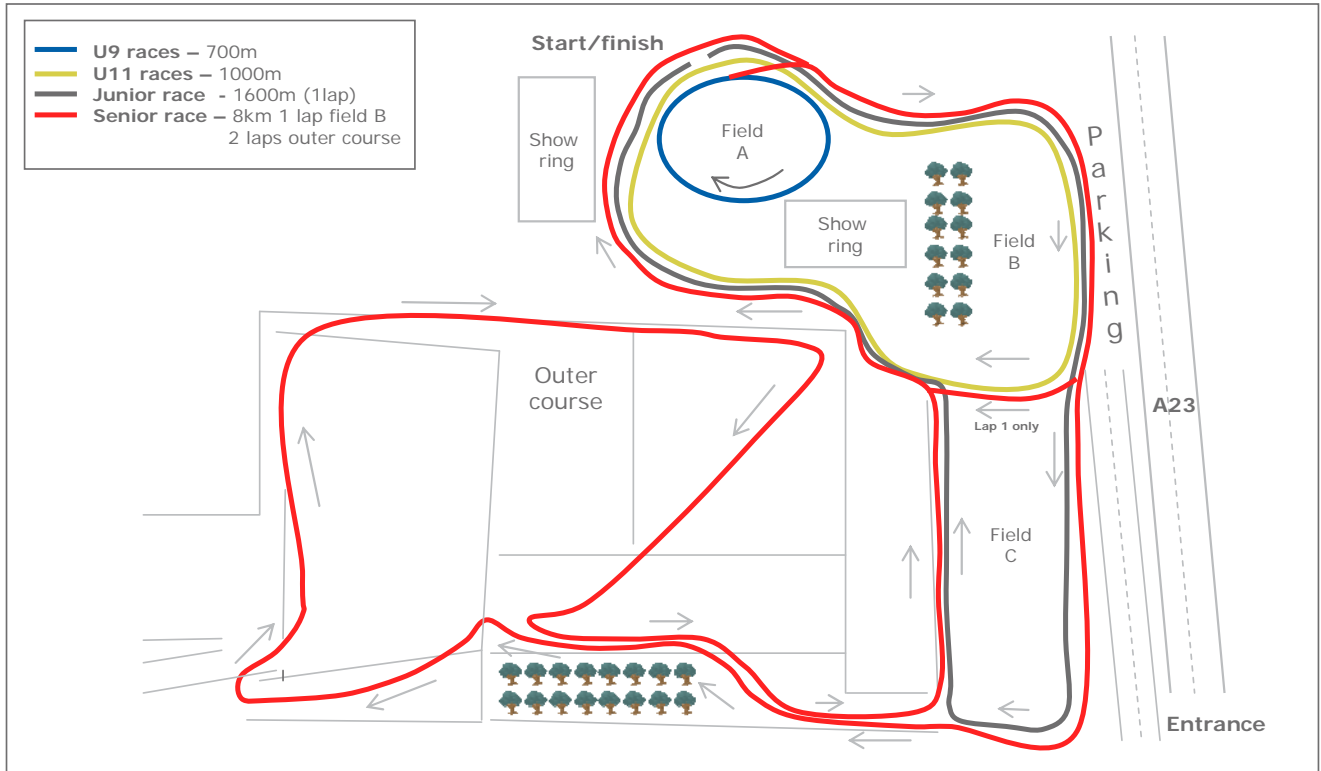 U9 races – 700m
U11 races – 1000m
Junior race - 1600m (1lap)
Senior race – 8km 1 lap field B
2 laps outer course
Start/finish
Show
ring
Field
A
Show
ring
Field
B
Parking
Outer
course
A23
Lap 1 only
Field
C
Entrance